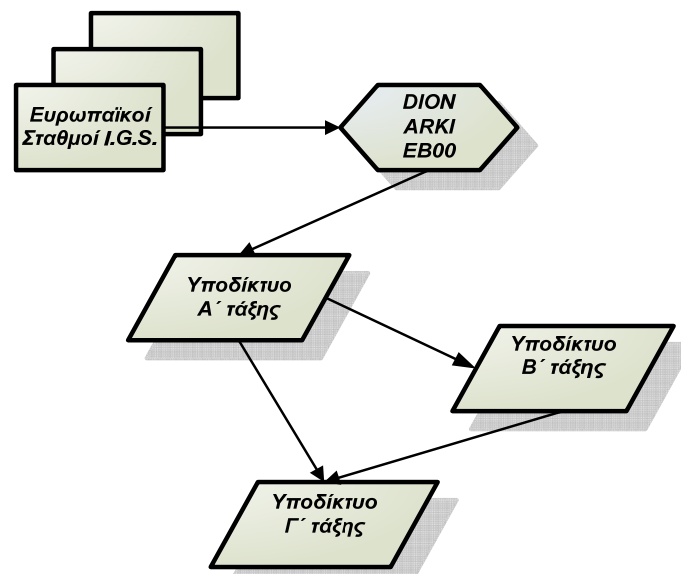 Ευρωπαϊκοί
Σταθμοί I.G.S.
DION
ARKI
EB00
Υποδίκτυο
Α΄ τάξης
Υποδίκτυο
Β΄ τάξης
Υποδίκτυο
Γ΄ τάξης